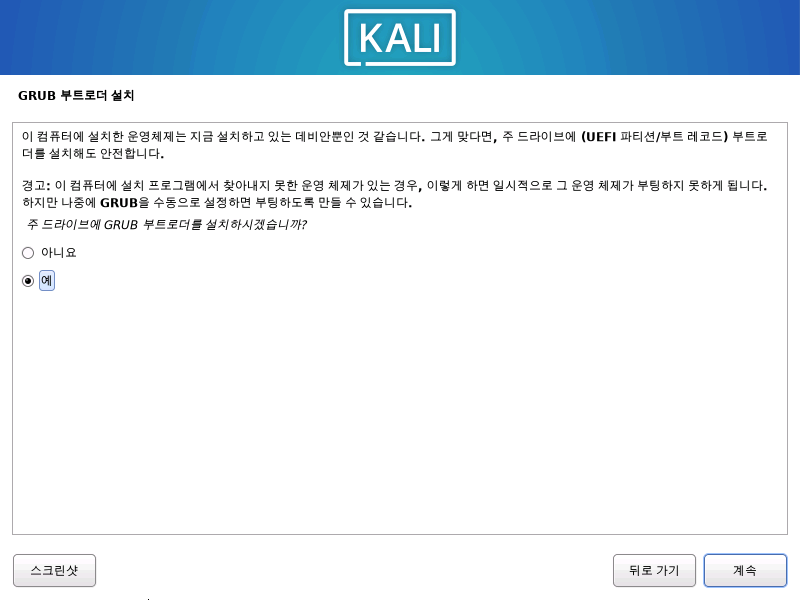 KALI
GRUB 부트로더 설치
이 컴퓨터에 설치한 운영체제는 지금 설치하고 있는 데비안뿐인 것 같습니다. 그게 맞다면, 주 드라이브에 (UEFI 파티션/부트 레코드) 부트로
더를 설치해도 안전합니다.
경고: 이 컴퓨터에 설치 프로그램에서 찾아내지 못한 운영 체제가 있는 경우, 이렇게 하면 일시적으로 그 운영 체제가 부팅하지 못하게 됩니다.
하지만 나중에 GRUB을 수동으로 설정하면 부팅하도록 만들 수 있습니다.
주 드라이브에 GRUB 부트로더를 설치하시겠습니까?
아니요
예
스크린샷
뒤로 가기
계속